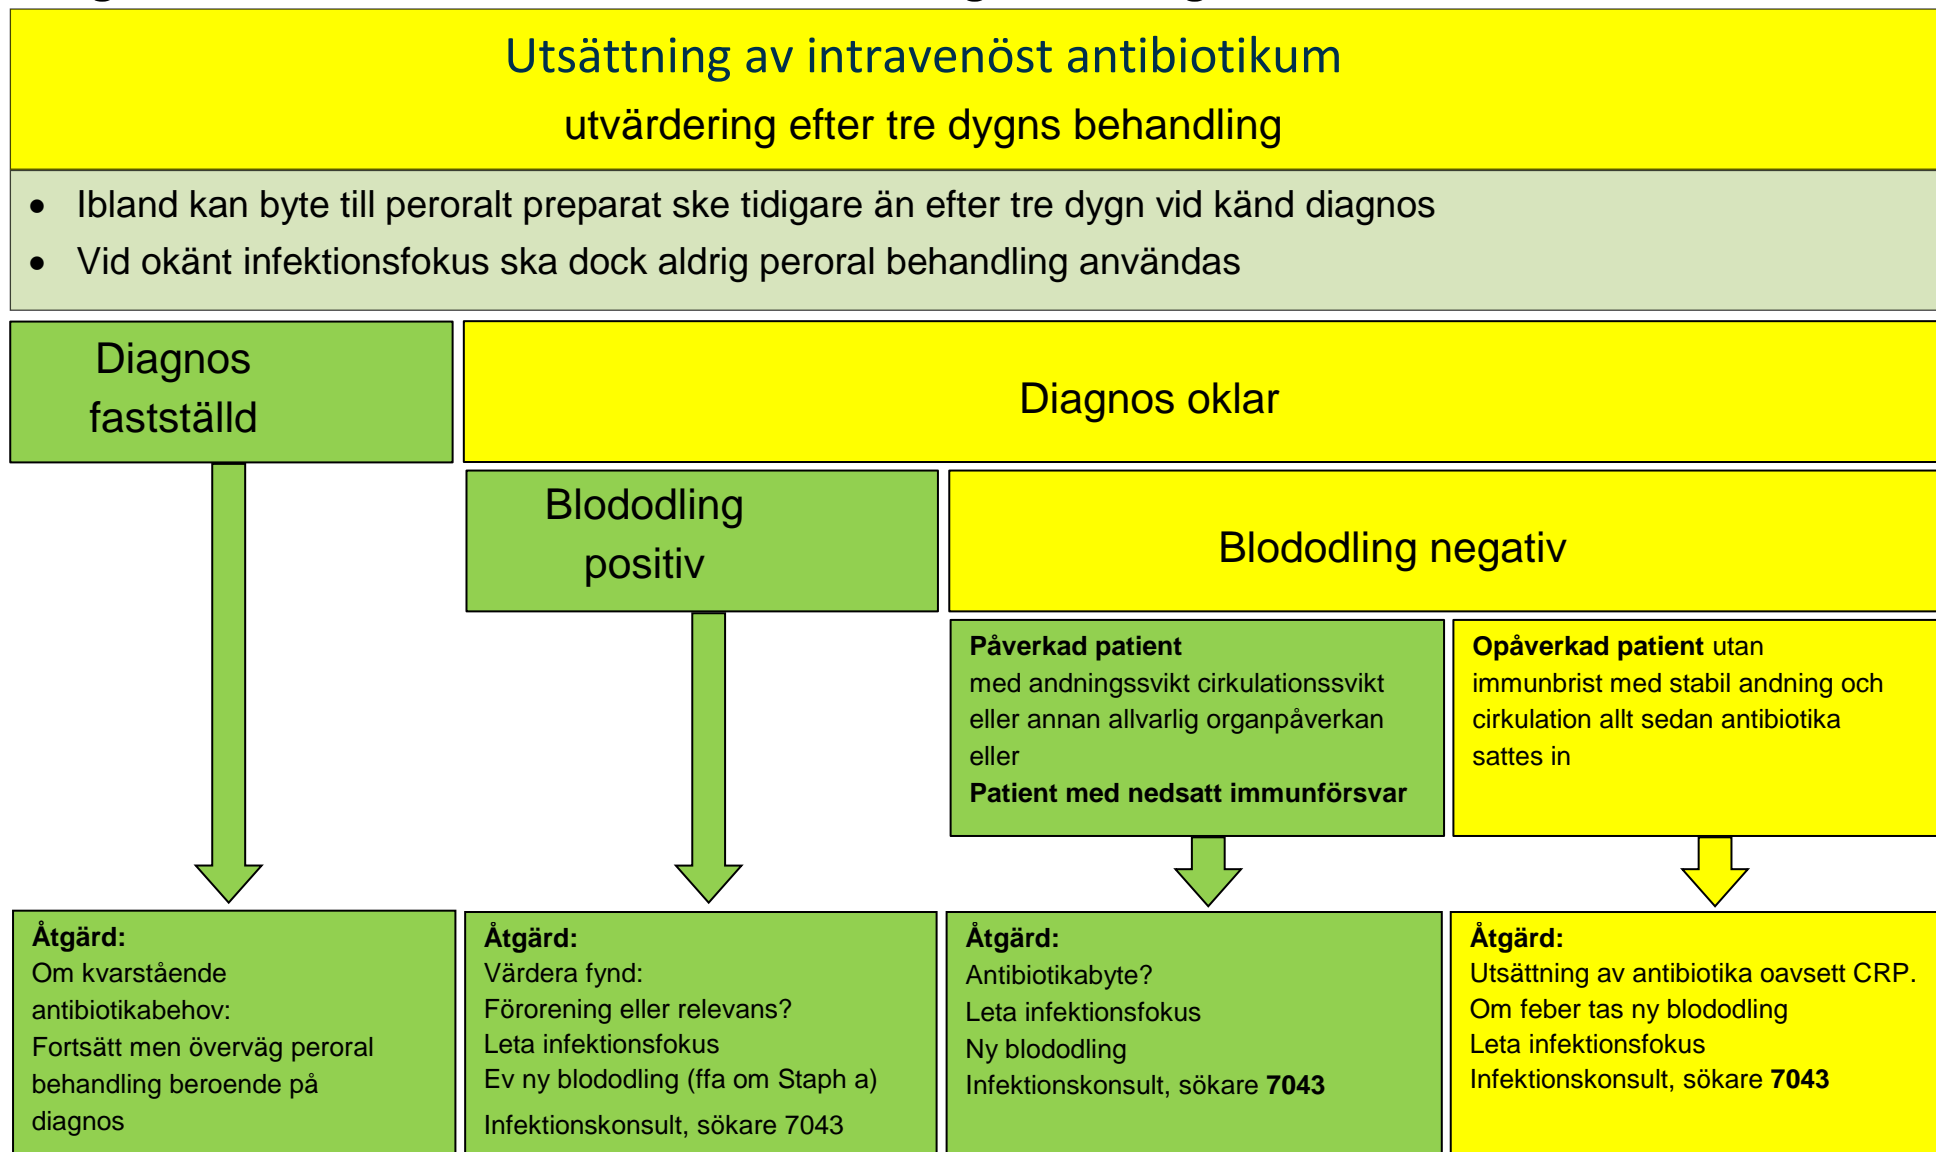 Utsättning av intravenöst antibiotikum
utvärdering efter tre dygns behandling
• Ibland kan byte till peroralt preparat ske tidigare än efter tre dygn vid känd diagnos
• Vid okänt infektionsfokus ska dock aldrig peroral behandling användas
Diagnos
fastställd
Diagnos oklar
Blododling
positiv
Blododling negativ
Påverkad patient
med andningssvikt cirkulationssvikt
eller annan allvarlig organpåverkan
eller
Patient med nedsatt immunförsvar
Opåverkad patient utan
immunbrist med stabil andning och
cirkulation allt sedan antibiotika
sattes in
Åtgärd:
Om kvarstående
antibiotikabehov:
Fortsätt men överväg peroral
behandling beroende på
diagnos
Åtgärd:
Värdera fynd:
Förorening eller relevans?
Leta infektionsfokus
Ev ny blododling (ffa om Staph a)
Infektionskonsult, sökare 7043
Åtgärd:
Antibiotikabyte?
Leta infektionsfokus
Ny blododling
Infektionskonsult, sökare 7043
Åtgärd:
Utsättning av antibiotika oavsett CRP.
Om feber tas ny blododling
Leta infektionsfokus
Infektionskonsult, sökare 7043